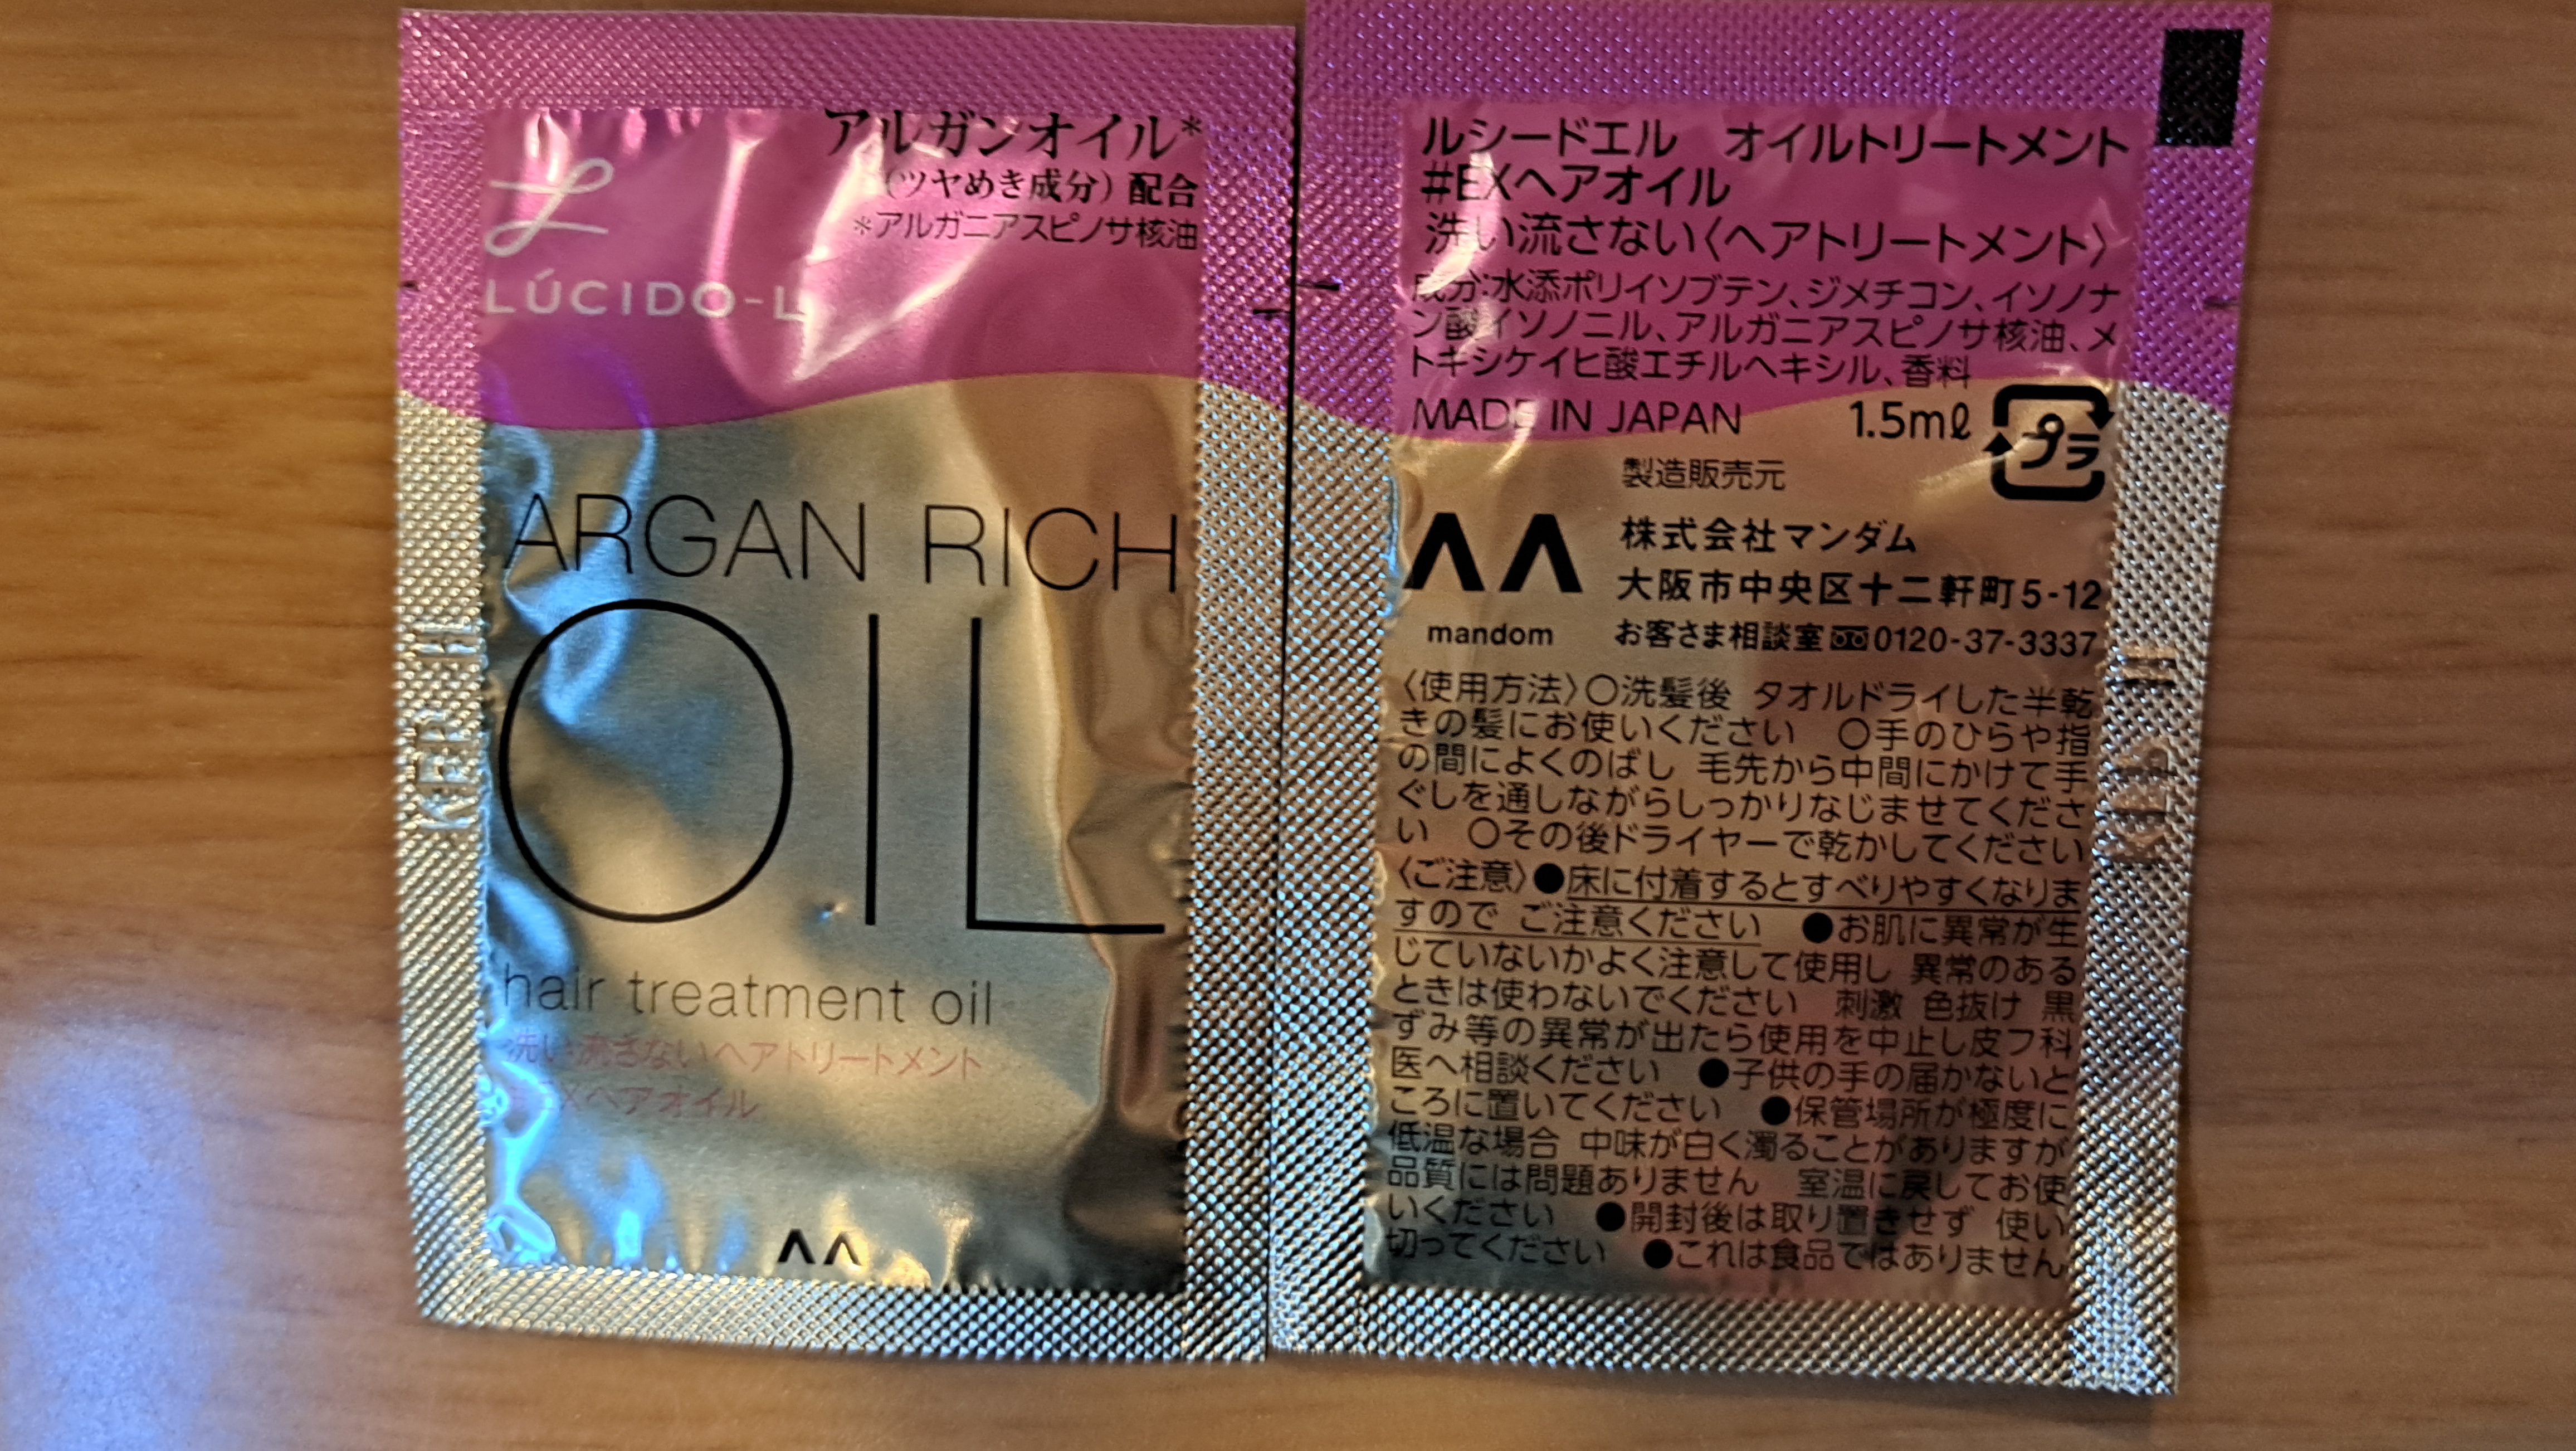 アルガンオイル*
(ツヤめき成分)配合
*アルガニアスピノサ核油
LÚCIDO-L
ARGAN RICH
OIL
hair treatment oil
洗い流さないヘアトリートメント
#EXヘアオイル
ルシードエル オイルトリートメント
#EXヘアオイル
洗い流さない〈ヘアトリートメント〉
成分:水添ポリイソブテン、ジメチコン、イソノナ
ン酸イソノニル、アルガニアスピノサ核油、メ
トキシケイヒ酸エチルヘキシル、香料
MADE IN JAPAN 1.5mℓ
プラ
製造販売元
株式会社マンダム
大阪市中央区十二軒町5-12
mandom お客さま相談室 0120-37-3337
〈使用方法〉○洗髪後 タオルドライした半乾
きの髪にお使いください ○手のひらや指
の間によくのばし 毛先から中間にかけて手
ぐしを通しながらしっかりなじませてくださ
い ○その後ドライヤーで乾かしてください
〈ご注意〉●床に付着するとすべりやすくなりま
すので ご注意ください ●お肌に異常が生
じていないかよく注意して使用し 異常のある
ときは使わないでください 刺激 色抜け 黒
ずみ等の異常が出たら使用を中止し皮フ科
医へ相談ください ●子供の手の届かないと
ころに置いてください ●保管場所が極度に
低温な場合 中味が白く濁ることがありますが
品質には問題ありません 室温に戻してお使
いください ●開封後は取り置きせず 使い
切ってください ●これは食品ではありません